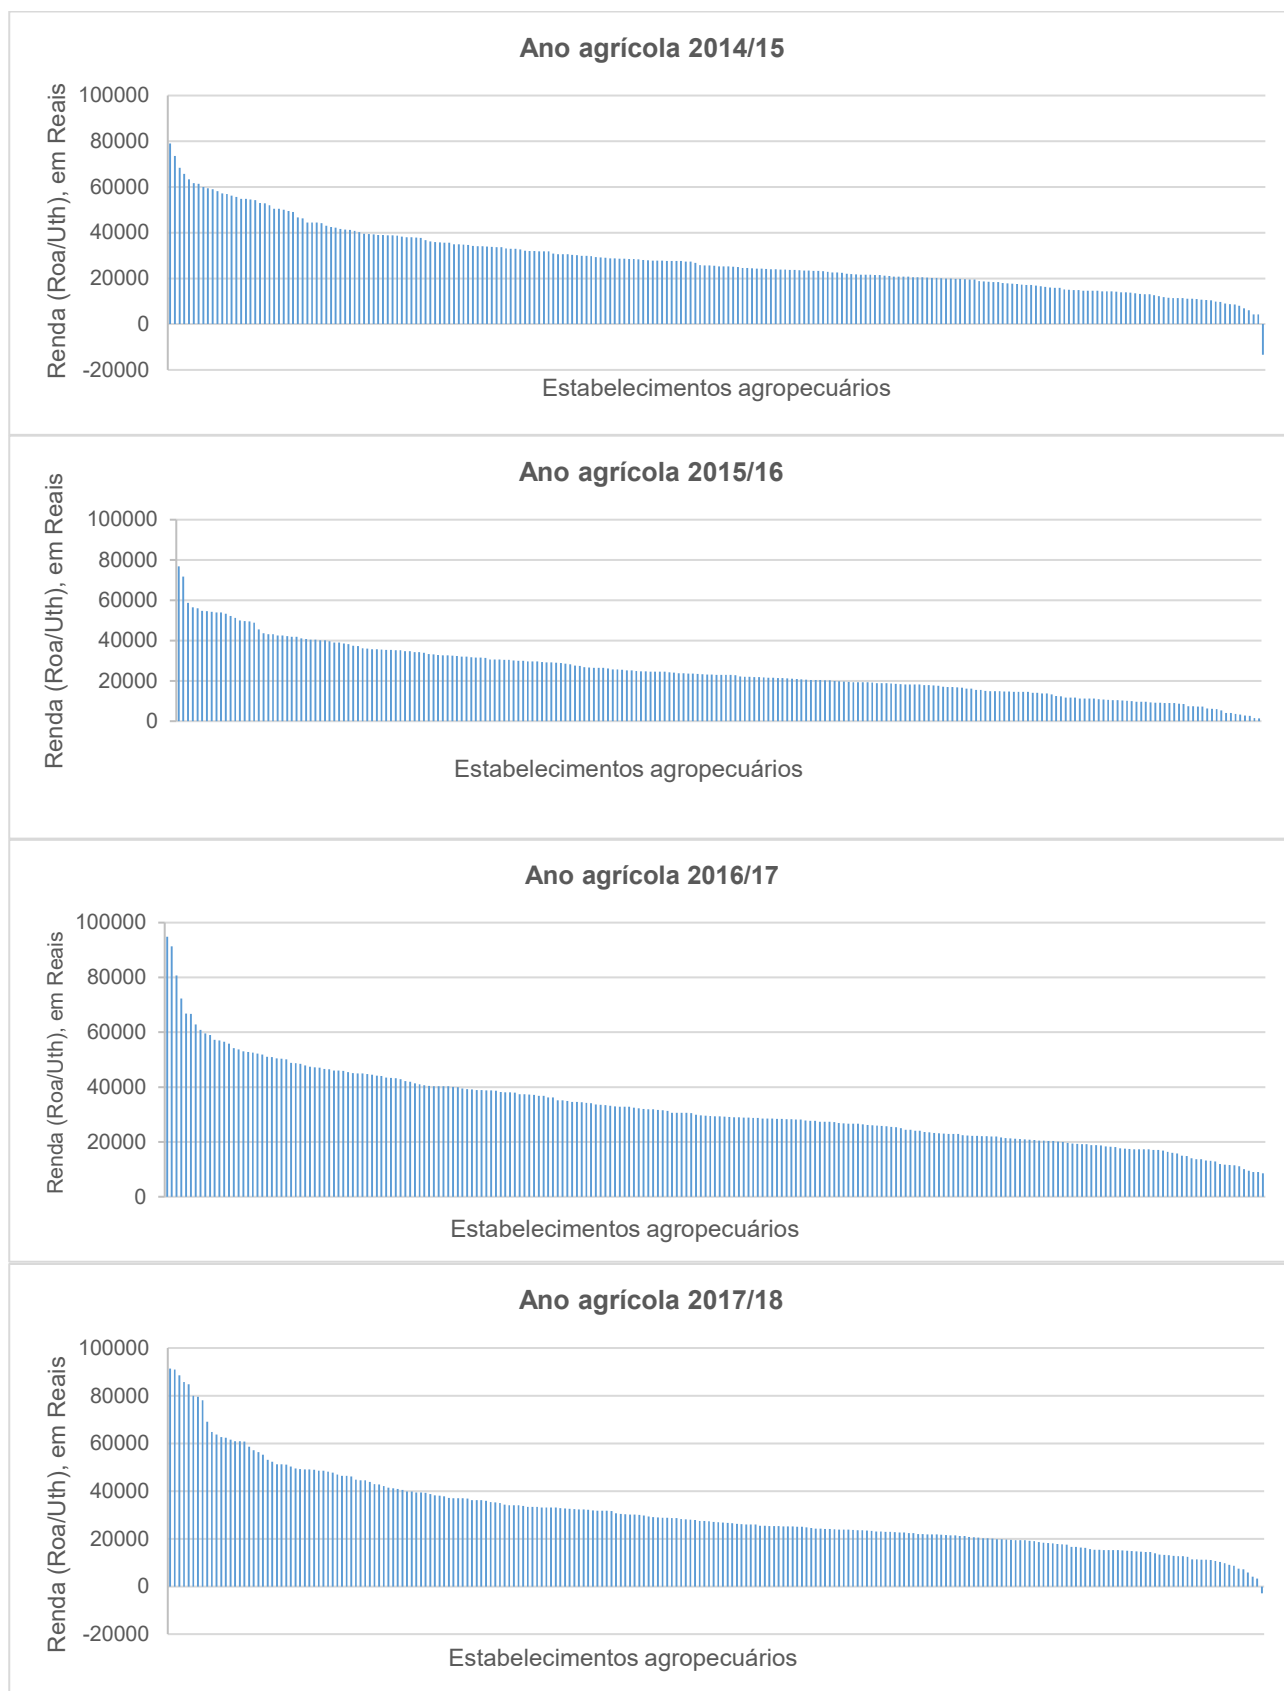 Ano agrícola 2014/15
Renda (Roa/Uth), em Reais
100000
80000
60000
40000
20000
0
-20000
Estabelecimentos agropecuários
Ano agrícola 2015/16
Renda (Roa/Uth), em Reais
100000
80000
60000
40000
20000
0
Estabelecimentos agropecuários
Ano agrícola 2016/17
Renda (Roa/Uth), em Reais
100000
80000
60000
40000
20000
0
Estabelecimentos agropecuários
Ano agrícola 2017/18
Renda (Roa/Uth), em Reais
100000
80000
60000
40000
20000
0
-20000
Estabelecimentos agropecuários